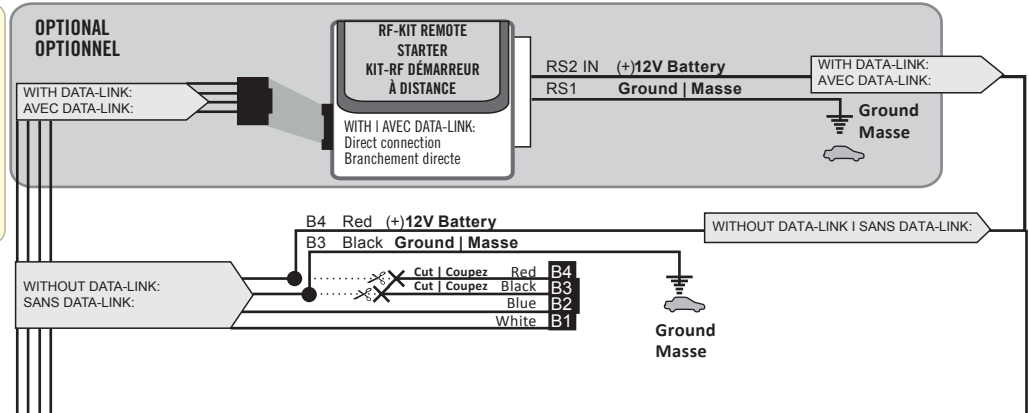 OPTIONAL
OPTIONNEL
RF-KIT REMOTE
STARTER
KIT-RF DÉMARREUR
À DISTANCE
WITH DATA-LINK:
AVEC DATA-LINK:
WITH | AVEC DATA-LINK:
Direct connection
Branchement directe
RS2 IN (+)12V Battery
RS1 Ground | Masse
WITH DATA-LINK:
AVEC DATA-LINK:
Ground
Masse
B4 Red (+)12V Battery
B3 Black Ground | Masse
WITHOUT DATA-LINK I SANS DATA-LINK:
WITHOUT DATA-LINK:
SANS DATA-LINK:
Cut | Coupez Red B4
Cut | Coupez Black B3
Blue B2
White B1
Ground
Masse